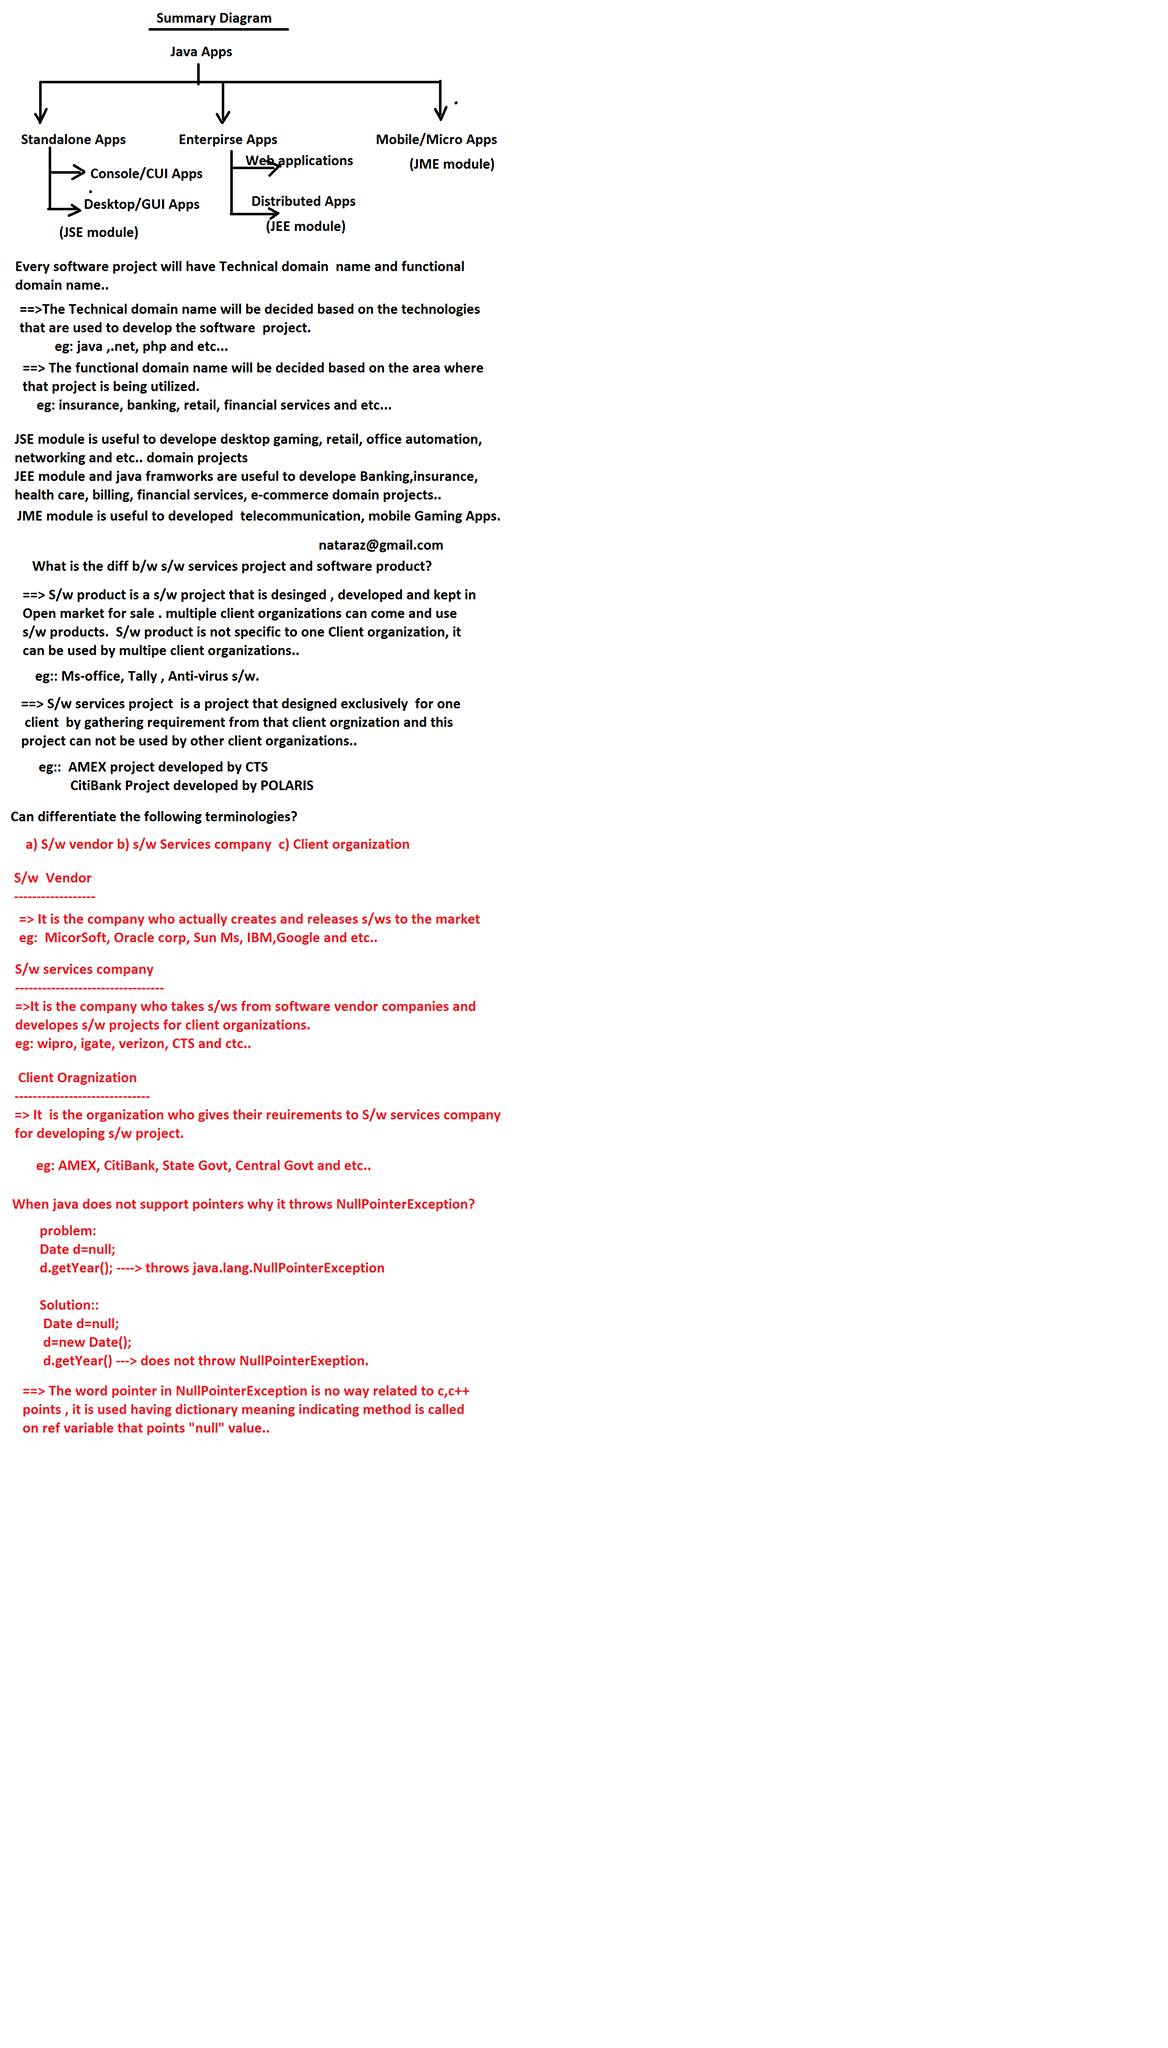 Summary Diagram
Java Apps
Standalone Apps
Enterpirse Apps
Mobile/Micro Apps
Web applications
(JME module)
Console/CUI Apps
Desktop/GUI Apps
Distributed Apps
(JSE module)
(JEE module)
Every software project will have Technical domain  name and functional
domain name..
==>The Technical domain name will be decided based on the technologies
that are used to develop the software  project.
eg: java ,.net, php and etc...
==> The functional domain name will be decided based on the area where
that project is being utilized.
eg: insurance, banking, retail, financial services and etc...
JSE module is useful to develope desktop gaming, retail, office automation,
networking and etc.. domain projects
JEE module and java framworks are useful to develope Banking,insurance,
health care, billing, financial services, e-commerce domain projects..
JME module is useful to developed  telecommunication, mobile Gaming Apps.
nataraz@gmail.com
What is the diff b/w s/w services project and software product?
==> S/w product is a s/w project that is desinged , developed and kept in
Open market for sale . multiple client organizations can come and use
s/w products.  S/w product is not specific to one Client organization, it
can be used by multipe client organizations..
eg:: Ms-office, Tally , Anti-virus s/w.
==> S/w services project  is a project that designed exclusively  for one
client  by gathering requirement from that client orgnization and this
project can not be used by other client organizations..
eg::  AMEX project developed by CTS
CitiBank Project developed by POLARIS
Can differentiate the following terminologies?
a) S/w vendor b) s/w Services company  c) Client organization
S/w  Vendor
------------------
=> It is the company who actually creates and releases s/ws to the market
eg:  MicorSoft, Oracle corp, Sun Ms, IBM,Google and etc..
S/w services company
---------------------------------
=>It is the company who takes s/ws from software vendor companies and
developes s/w projects for client organizations.
eg: wipro, igate, verizon, CTS and ctc..
Client Oragnization
------------------------------
=> It  is the organization who gives their reuirements to S/w services company
for developing s/w project.
eg: AMEX, CitiBank, State Govt, Central Govt and etc..
When java does not support pointers why it throws NullPointerException?
problem:
Date d=null;
d.getYear(); ----> throws java.lang.NullPointerException
Solution::
Date d=null;
d=new Date();
d.getYear() ---> does not throw NullPointerExeption.
==> The word pointer in NullPointerException is no way related to c,c++
points , it is used having dictionary meaning indicating method is called
on ref variable that points "null" value..